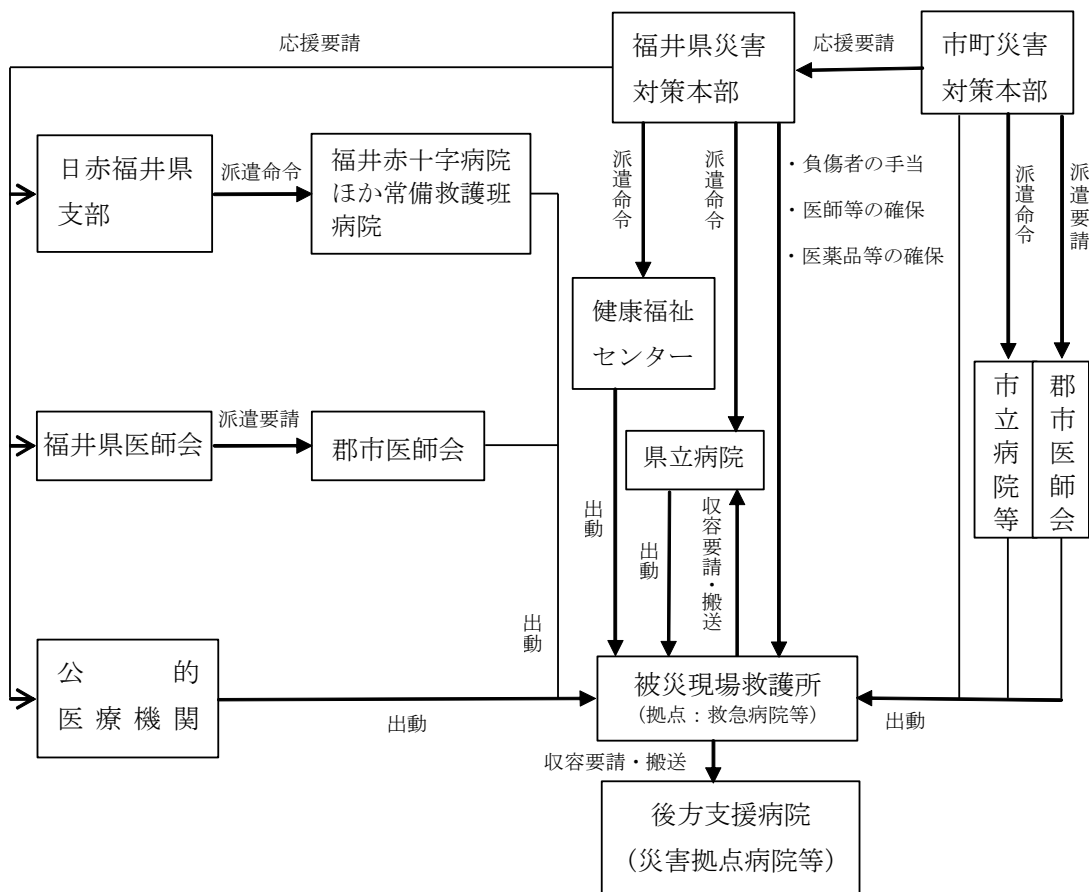 応援要請
福井県災害
対策本部
応援要請
市町災害
対策本部
日赤福井県
支部
派遣命令
福井赤十字病院
ほか常備救護班
病院
派遣命令
派遣命令
・負傷者の手当
・医師等の確保
・医薬品等の確保
派遣命令
派遣要請
健康福祉
センター
福井県医師会
派遣要請
郡市医師会
県立病院
市立病院等
郡市医師会
出動
出動
収容要請・搬送
出動
公的
医療機関
出動
被災現場救護所
(拠点：救急病院等)
出動
収容要請・搬送
後方支援病院
(災害拠点病院等)